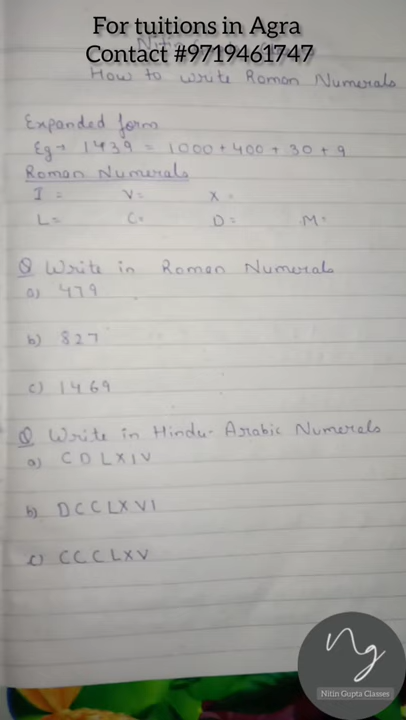 For tuitions in Agra
Contact #9719461747
How to write Roman Numerals
Expanded form
Eg → 1439 = 1000 + 400 + 30 + 9
Roman Numerals
I = V = X =
L = C = D = M =
Q Write in Roman Numerals
a) 479
b) 827
c) 1469
Q Write in Hindu-Arabic Numerals
a) CDLXIV
b) DCCLXVI
c) CCCLXV
ng
Nitin Gupta Classes